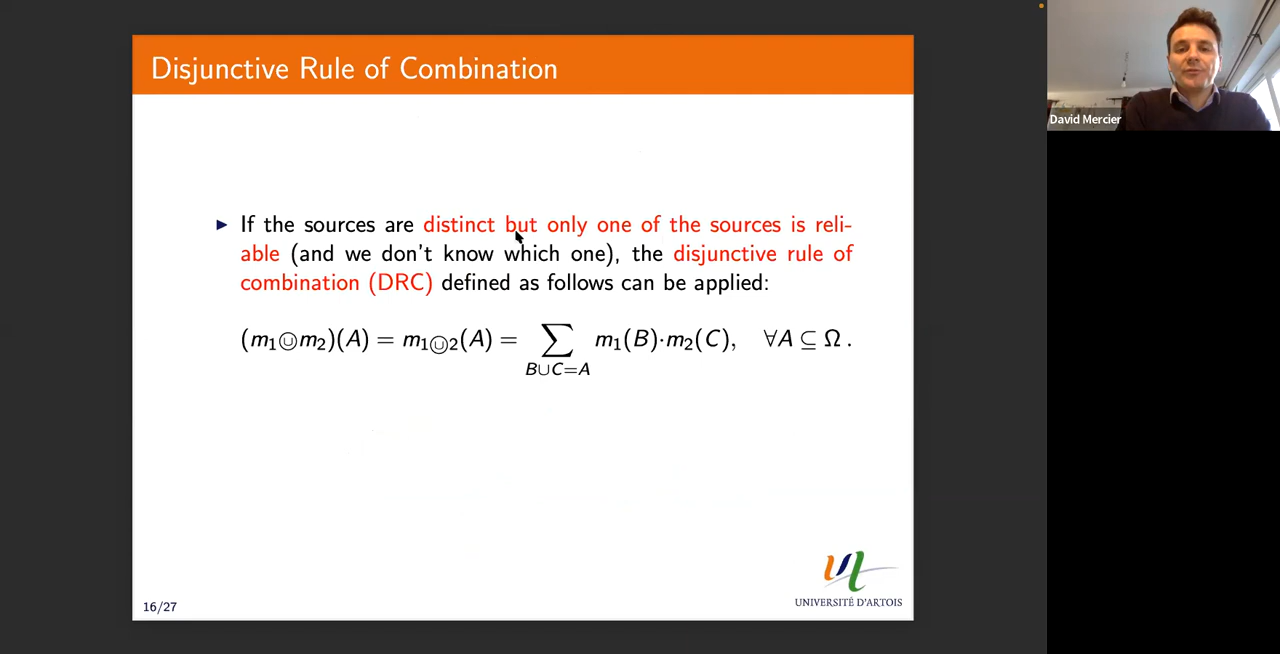 Disjunctive Rule of Combination
David Mercier
▶ If the sources are distinct but only one of the sources is reli-
able (and we don't know which one), the disjunctive rule of
combination (DRC) defined as follows can be applied:
(m₁⊚m₂)(A) = m₁⊚₂(A) = ∑ m₁(B)·m₂(C), ∀A ⊆ Ω .
B∪C=A
UNIVERSITÉ D'ARTOIS
16/27